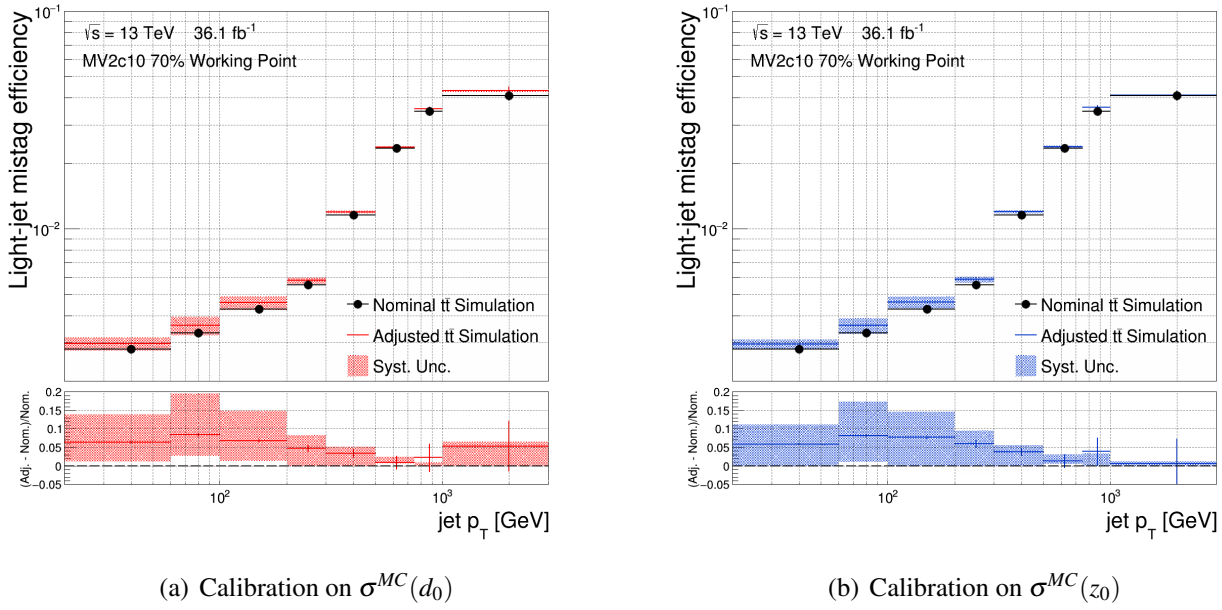 10⁻¹
√s = 13 TeV 36.1 fb⁻¹
MV2c10 70% Working Point
Light-jet mistag efficiency
10⁻²
Nominal tt̄ Simulation
Adjusted tt̄ Simulation
Syst. Unc.
(Adj. - Nom.)/Nom.
0.2
0.15
0.1
0.05
0
−0.05
10²
10³
jet p_T [GeV]
(a) Calibration on σ^MC(d₀)
10⁻¹
√s = 13 TeV 36.1 fb⁻¹
MV2c10 70% Working Point
Light-jet mistag efficiency
10⁻²
Nominal tt̄ Simulation
Adjusted tt̄ Simulation
Syst. Unc.
(Adj. - Nom.)/Nom.
0.2
0.15
0.1
0.05
0
−0.05
10²
10³
jet p_T [GeV]
(b) Calibration on σ^MC(z₀)